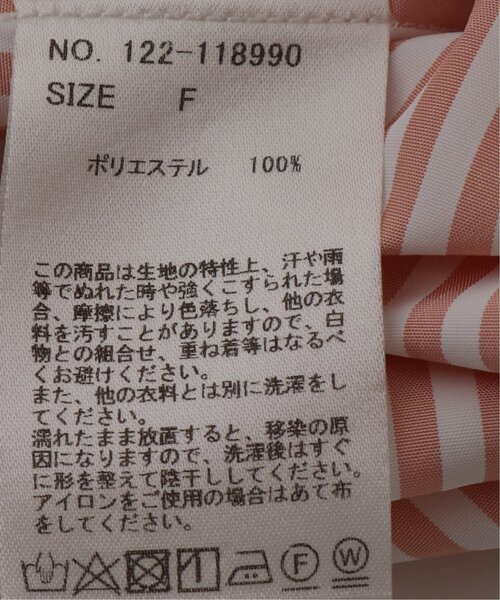 NO. 122-118990
SIZE F
ポリエステル 100%
この商品は生地の特性上、汗や雨
等でぬれた時や強くこすられた場
合、摩擦により色落ちし、他の衣
料を汚すことがありますので、白
物との組合せ、重ね着等はなるべ
くお避けください。
また、他の衣料とは別に洗濯をし
てください。
濡れたまま放置すると、移染の原
因になりますので、洗濯後はすぐ
に形を整えて陰干ししてください。
アイロンをご使用の場合はあて布
をしてください。
F
W